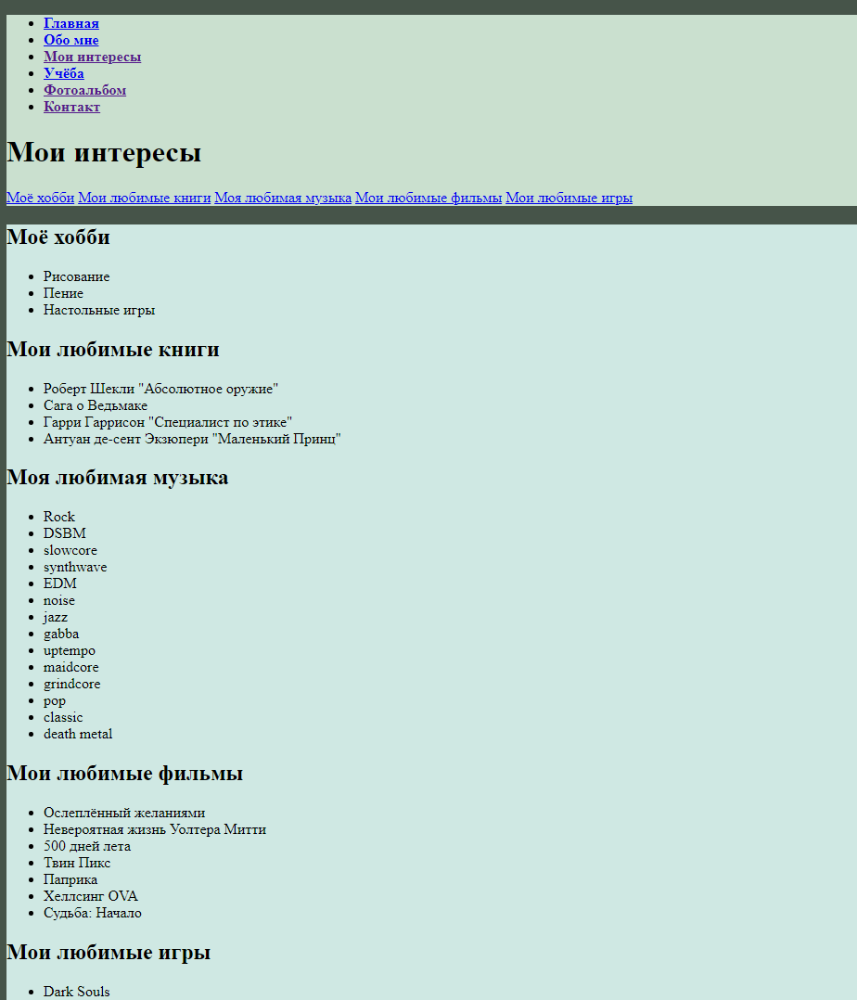 Главная
Обо мне
Мои интересы
Учёба
Фотоальбом
Контакт
Мои интересы
Моё хобби Мои любимые книги Моя любимая музыка Мои любимые фильмы Мои любимые игры
Моё хобби
Рисование
Пение
Настольные игры
Мои любимые книги
Роберт Шекли "Абсолютное оружие"
Сага о Ведьмаке
Гарри Гаррисон "Специалист по этике"
Антуан де-сент Экзюпери "Маленький Принц"
Моя любимая музыка
Rock
DSBM
slowcore
synthwave
EDM
noise
jazz
gabba
uptempo
maidcore
grindcore
pop
classic
death metal
Мои любимые фильмы
Ослеплённый желаниями
Невероятная жизнь Уолтера Митти
500 дней лета
Твин Пикс
Паприка
Хеллсинг OVA
Судьба: Начало
Мои любимые игры
Dark Souls